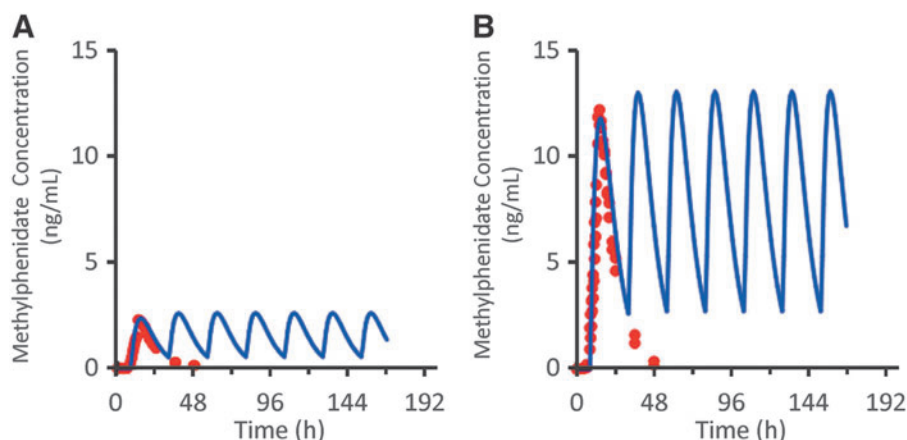 A
Methylphenidate Concentration
(ng/mL)
15
10
5
0
0 48 96 144 192
Time (h)
B
Methylphenidate Concentration
(ng/mL)
15
10
5
0
0 48 96 144 192
Time (h)